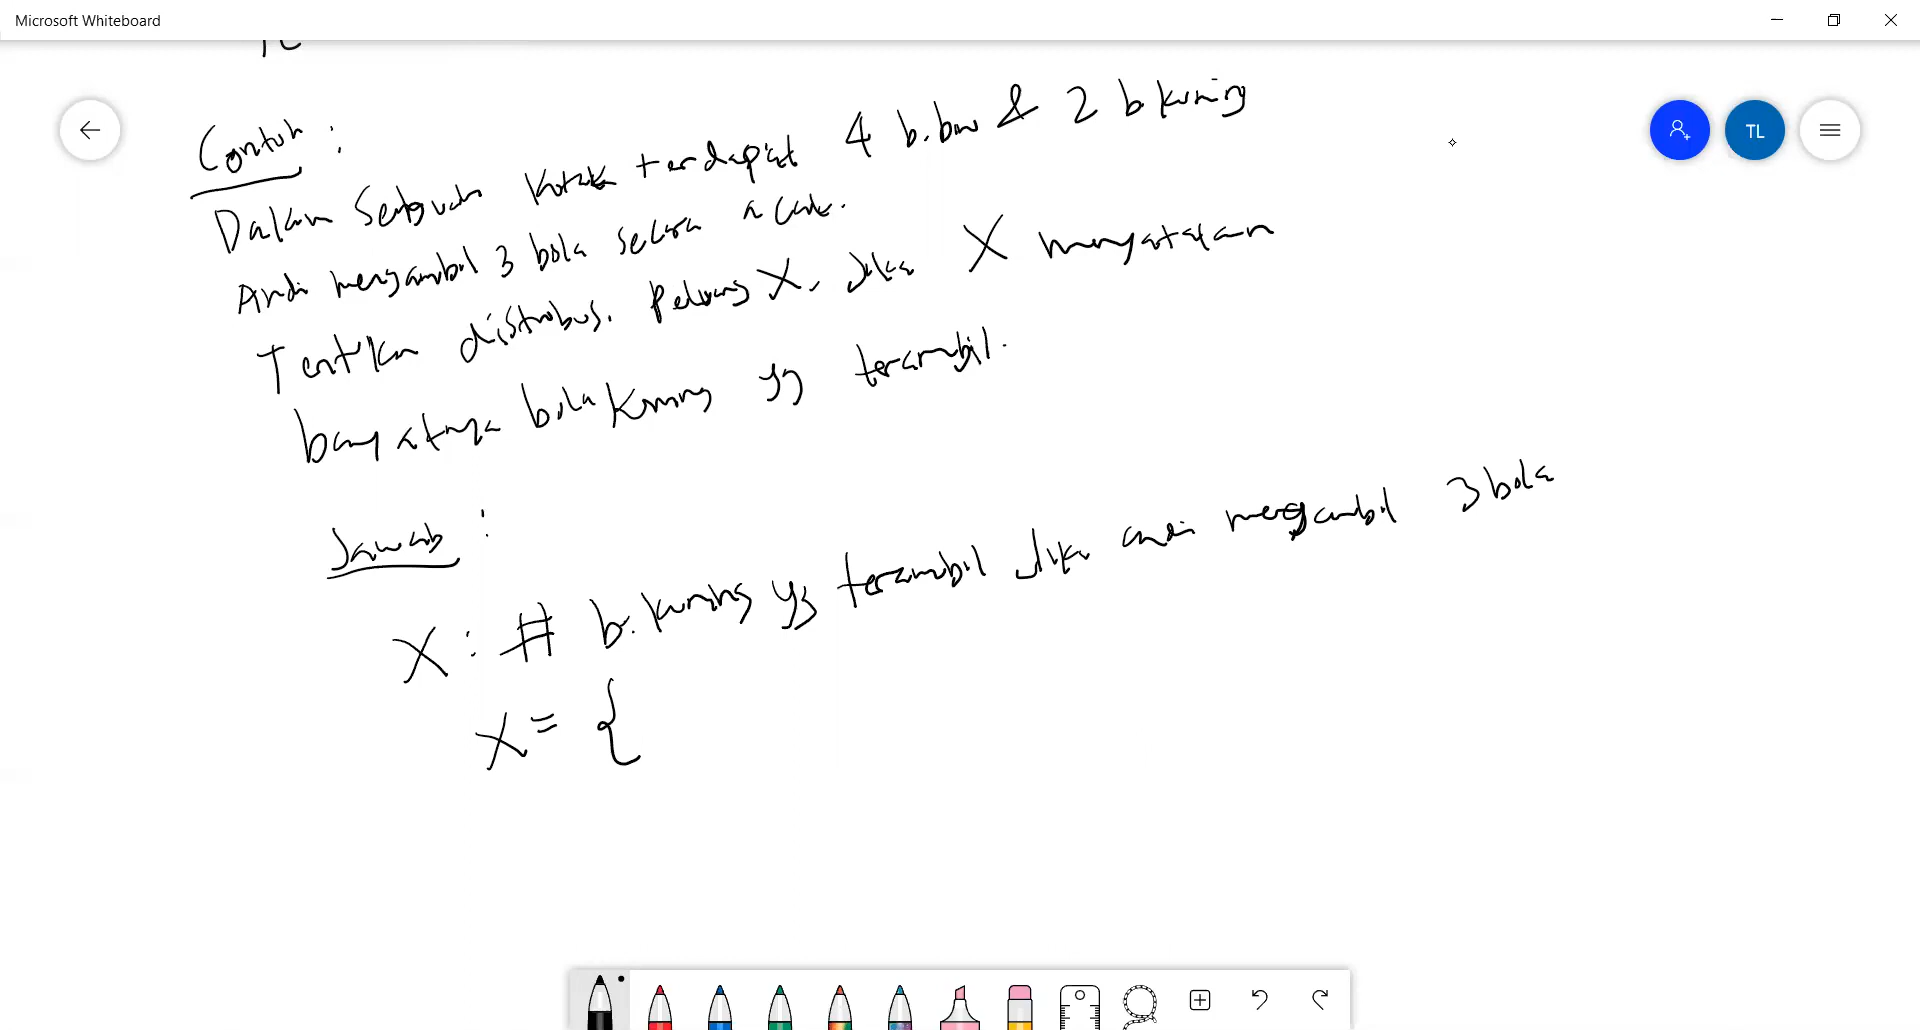 Microsoft Whiteboard
TL
Contoh :
Dalam Sebuah Kotak terdapat 4 b.biru & 2 b kuning
Andi mengambil 3 bola secara acak.
Tentukan distribusi peluang X, Jika X menyatakan
banyaknya bola kuning yg terambil.
Jawab :
X : # b. kuning yg terambil Jika andi mengambil 3 bola
X = {